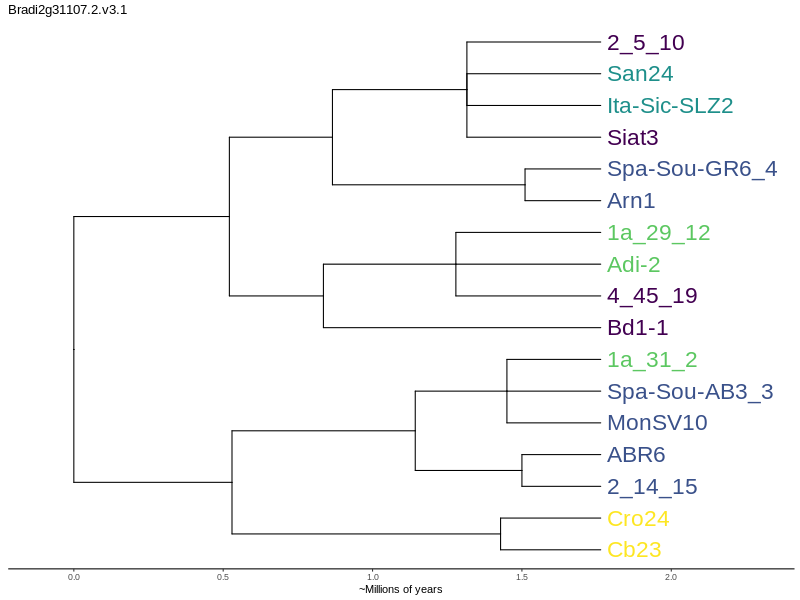 Bradi2g31107.2.v3.1
2_5_10
San24
Ita-Sic-SLZ2
Siat3
Spa-Sou-GR6_4
Arn1
1a_29_12
Adi-2
4_45_19
Bd1-1
1a_31_2
Spa-Sou-AB3_3
MonSV10
ABR6
2_14_15
Cro24
Cb23
0.0 0.5 1.0 1.5 2.0
~Millions of years